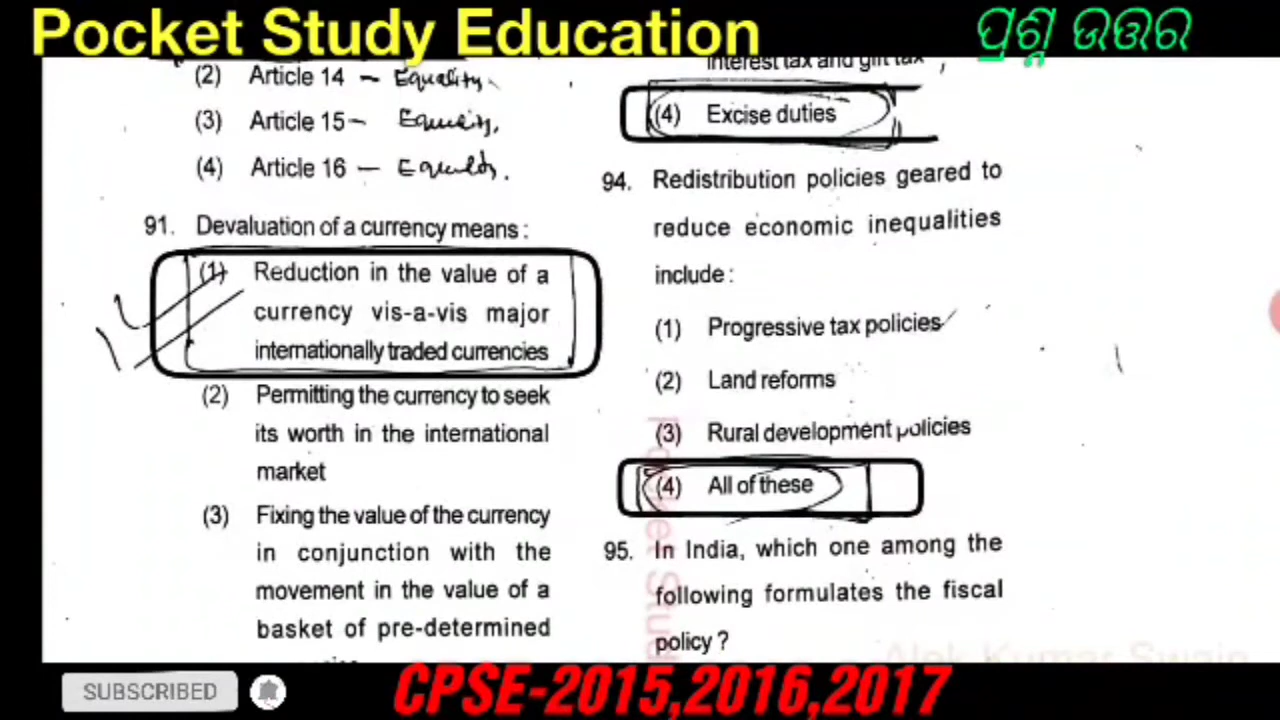 Pocket Study Education
ପ୍ରଶ୍ନ ଉତ୍ତର
(2) Article 14 – Equality
(3) Article 15 – Equality,
(4) Article 16 – Equality.
91. Devaluation of a currency means :
(1) Reduction in the value of a
currency vis-a-vis major
internationally traded currencies
(2) Permitting the currency to seek
its worth in the international
market
(3) Fixing the value of the currency
in conjunction with the
movement in the value of a
basket of pre-determined
interest tax and gift tax
(4) Excise duties
94. Redistribution policies geared to
reduce economic inequalities
include :
(1) Progressive tax policies
(2) Land reforms
(3) Rural development policies
(4) All of these
95. In India, which one among the
following formulates the fiscal
policy ?
Pocket Stud
Alok Kumar Swain
SUBSCRIBED
CPSE-2015,2016,2017